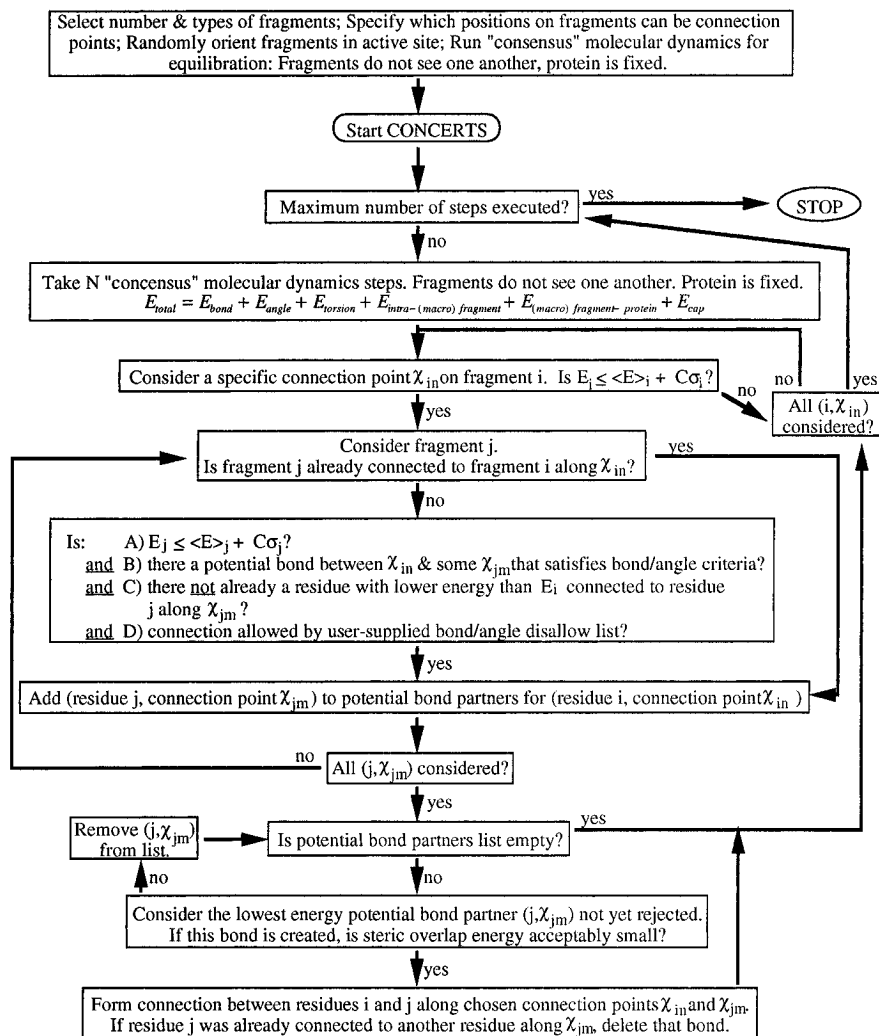 Select number & types of fragments; Specify which positions on fragments can be connection
points; Randomly orient fragments in active site; Run "consensus" molecular dynamics for
equilibration: Fragments do not see one another, protein is fixed.
Start CONCERTS
Maximum number of steps executed?
yes
STOP
no
Take N "concensus" molecular dynamics steps. Fragments do not see one another. Protein is fixed.
E_total = E_bond + E_angle + E_torsion + E_intra-(macro) fragment + E_(macro) fragment- protein + E_cap
Consider a specific connection point χ_in on fragment i. Is E_i ≤ <E>_i + Cσ_i?
no
no
yes
All (i,χ_in)
considered?
yes
Consider fragment j.
Is fragment j already connected to fragment i along χ_in?
yes
no
Is: A) E_j ≤ <E>_j + Cσ_j?
and B) there a potential bond between χ_in & some χ_jm that satisfies bond/angle criteria?
and C) there not already a residue with lower energy than E_i connected to residue
j along χ_jm ?
and D) connection allowed by user-supplied bond/angle disallow list?
yes
Add (residue j, connection point χ_jm) to potential bond partners for (residue i, connection point χ_in )
no
All (j,χ_jm) considered?
yes
Remove (j,χ_jm)
from list.
Is potential bond partners list empty?
yes
no
no
Consider the lowest energy potential bond partner (j,χ_jm) not yet rejected.
If this bond is created, is steric overlap energy acceptably small?
yes
Form connection between residues i and j along chosen connection points χ_in and χ_jm.
If residue j was already connected to another residue along χ_jm, delete that bond.